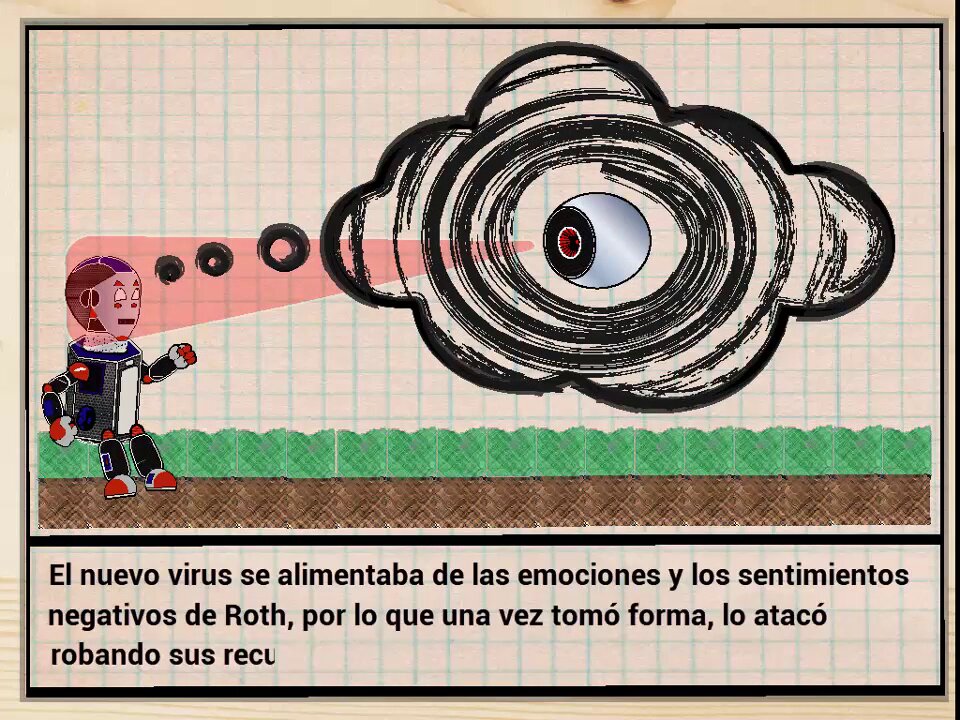 El nuevo virus se alimentaba de las emociones y los sentimientos
negativos de Roth, por lo que una vez tomó forma, lo atacó
robando sus recu